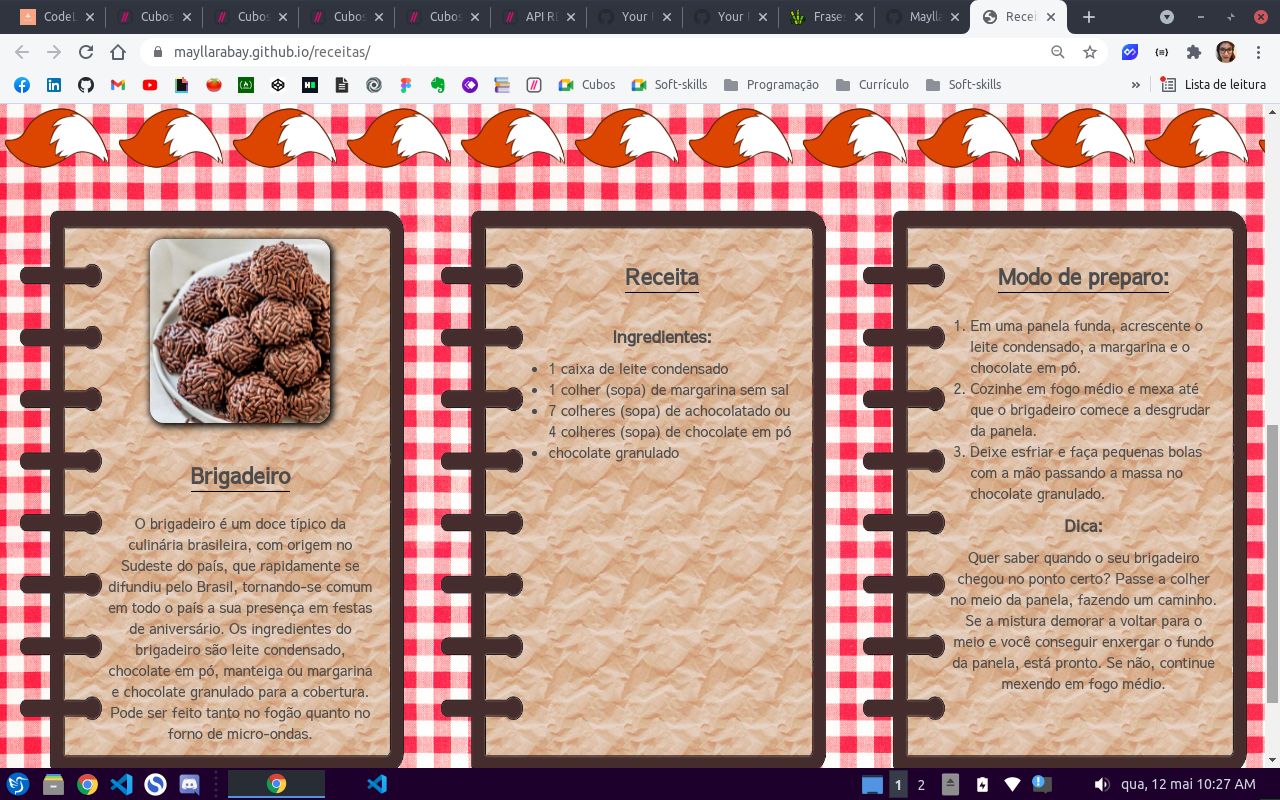 CodeL
Cubos
Cubos
Cubos
Cubos
API RE
Your
Your
Frases
Maylla
Recei
mayllarabay.github.io/receitas/
Cubos
Soft-skills
Programação
Currículo
Soft-skills
»
Lista de leitura
Brigadeiro
O brigadeiro é um doce típico da
culinária brasileira, com origem no
Sudeste do país, que rapidamente se
difundiu pelo Brasil, tornando-se comum
em todo o país a sua presença em festas
de aniversário. Os ingredientes do
brigadeiro são leite condensado,
chocolate em pó, manteiga ou margarina
e chocolate granulado para a cobertura.
Pode ser feito tanto no fogão quanto no
forno de micro-ondas.
Receita
Ingredientes:
• 1 caixa de leite condensado
• 1 colher (sopa) de margarina sem sal
• 7 colheres (sopa) de achocolatado ou
4 colheres (sopa) de chocolate em pó
• chocolate granulado
Modo de preparo:
1. Em uma panela funda, acrescente o
leite condensado, a margarina e o
chocolate em pó.
2. Cozinhe em fogo médio e mexa até
que o brigadeiro comece a desgrudar
da panela.
3. Deixe esfriar e faça pequenas bolas
com a mão passando a massa no
chocolate granulado.
Dica:
Quer saber quando o seu brigadeiro
chegou no ponto certo? Passe a colher
no meio da panela, fazendo um caminho.
Se a mistura demorar a voltar para o
meio e você conseguir enxergar o fundo
da panela, está pronto. Se não, continue
mexendo em fogo médio.
1
2
qua, 12 mai 10:27 AM